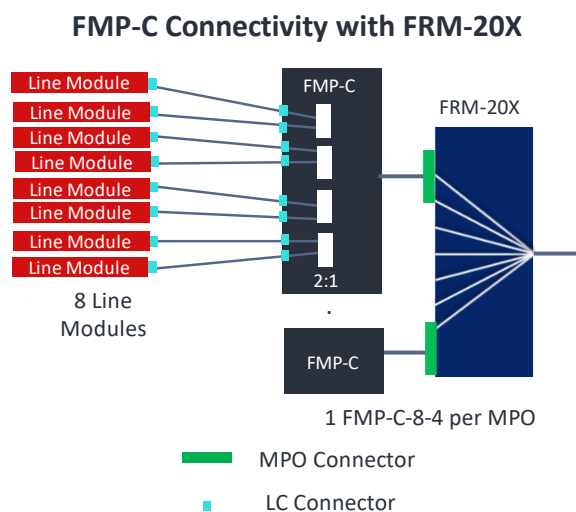 FMP-C Connectivity with FRM-20X
Line Module
Line Module
Line Module
Line Module
Line Module
Line Module
Line Module
Line Module
8 Line
Modules
FMP-C
2:1
.
FMP-C
FRM-20X
1 FMP-C-8-4 per MPO
MPO Connector
LC Connector